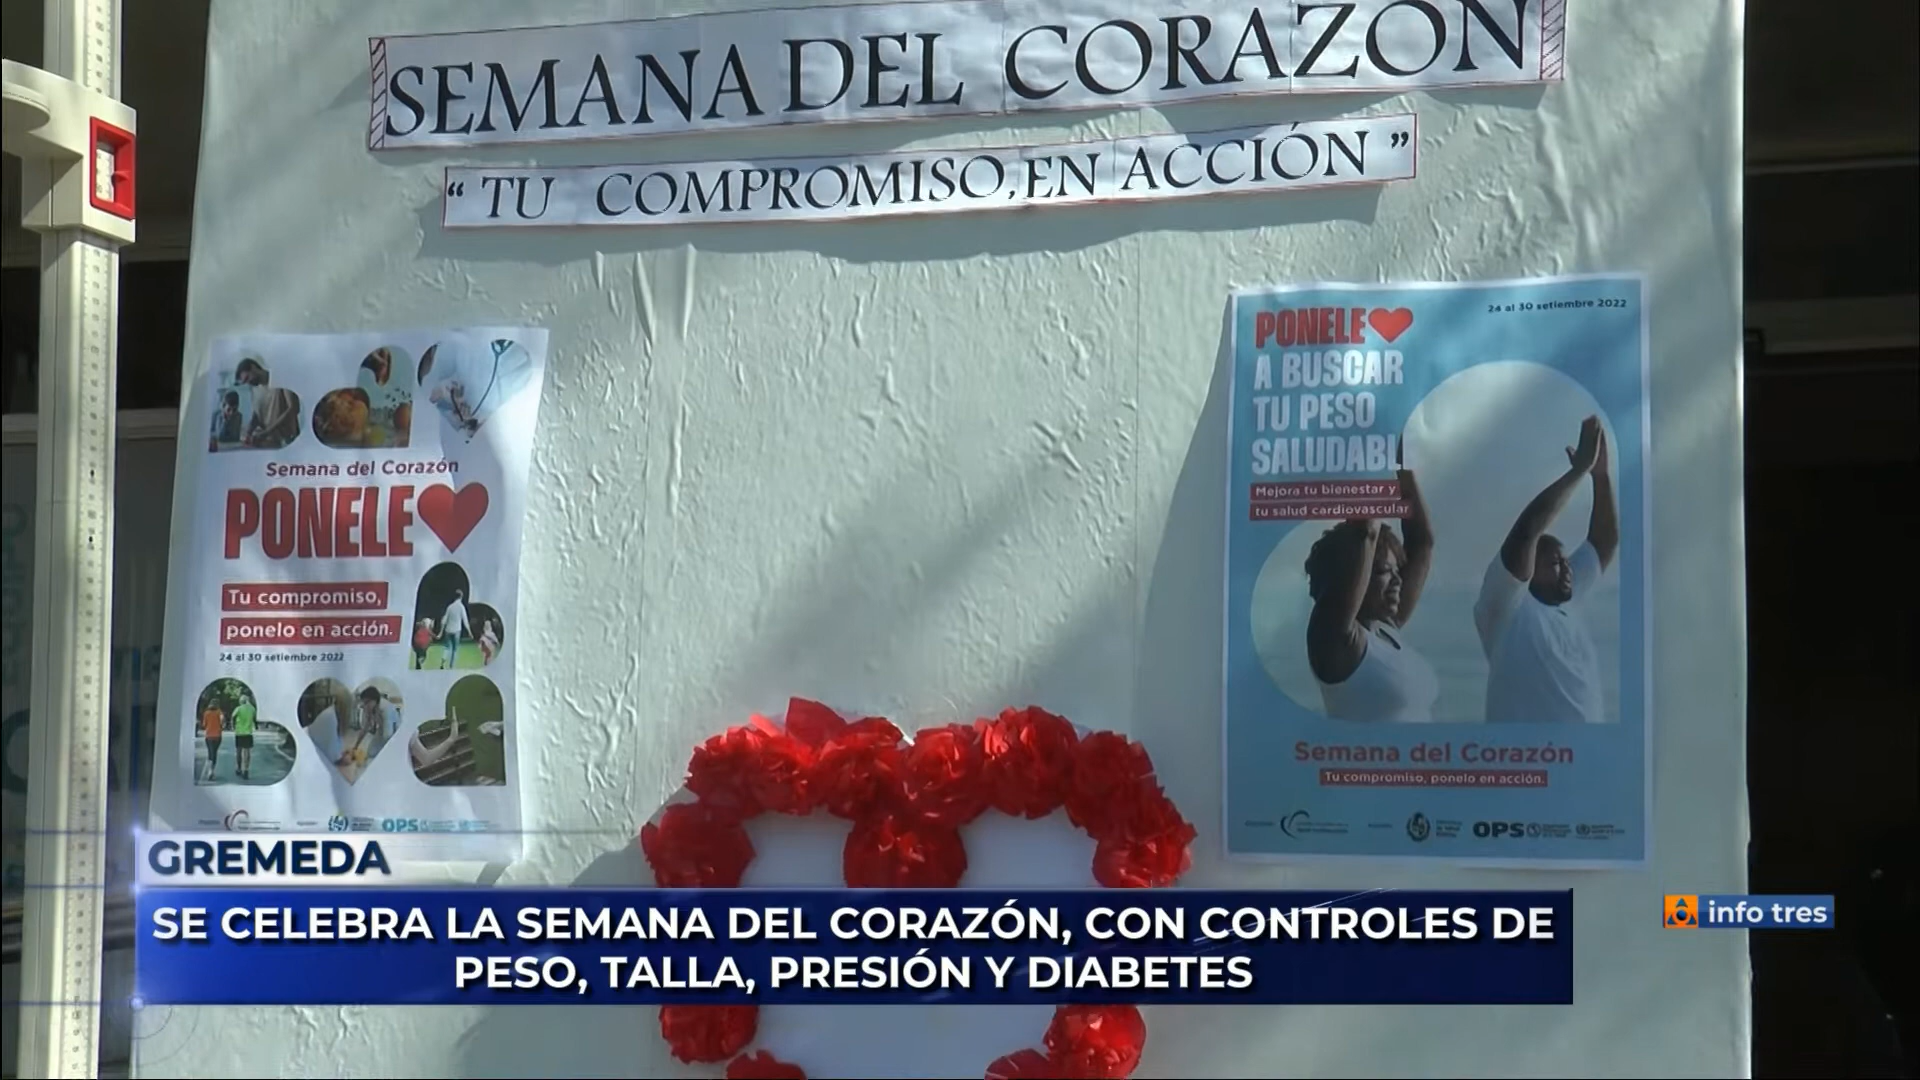 SEMANA DEL CORAZÓN
“ TU COMPROMISO, EN ACCIÓN ”
Semana del Corazón
PONELE
Tu compromiso,
ponelo en acción.
24 al 30 setiembre 2022
OPS
24 al 30 setiembre 2022
PONELE
A BUSCAR
TU PESO
SALUDABL
Mejora tu bienestar y
tu salud cardiovascular
Semana del Corazón
Tu compromiso, ponelo en acción.
OPS
GREMEDA
SE CELEBRA LA SEMANA DEL CORAZÓN, CON CONTROLES DE
PESO, TALLA, PRESIÓN Y DIABETES
info tres